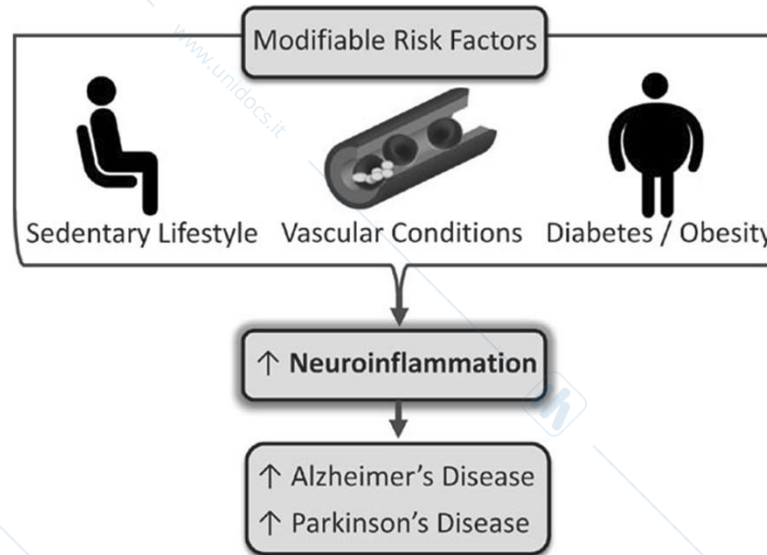 Modifiable Risk Factors
www.unidocs.it
Sedentary Lifestyle Vascular Conditions Diabetes / Obesity
↑ Neuroinflammation
↑ Alzheimer's Disease
↑ Parkinson's Disease